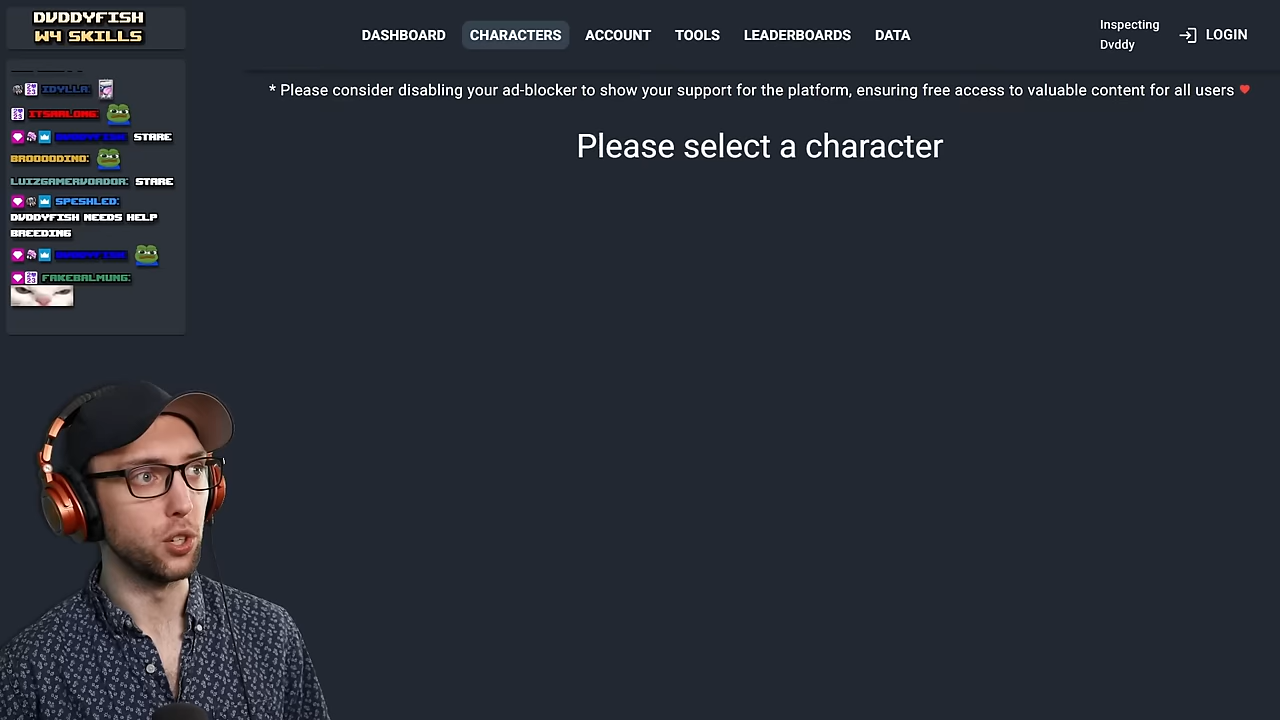 DVDDYFISH
W4 SKILLS
DASHBOARD CHARACTERS ACCOUNT TOOLS LEADERBOARDS DATA
Inspecting
Dvddy
LOGIN
* Please consider disabling your ad-blocker to show your support for the platform, ensuring free access to valuable content for all users
Please select a character
IDYLLA:
ITSAALONG:
STARE
BROOOODINO:
LUIZGAMERVOADOR: STARE
SPESHLED:
DVDDYFISH NEEDS HELP
BREEDING
FAKEBALMUNG: